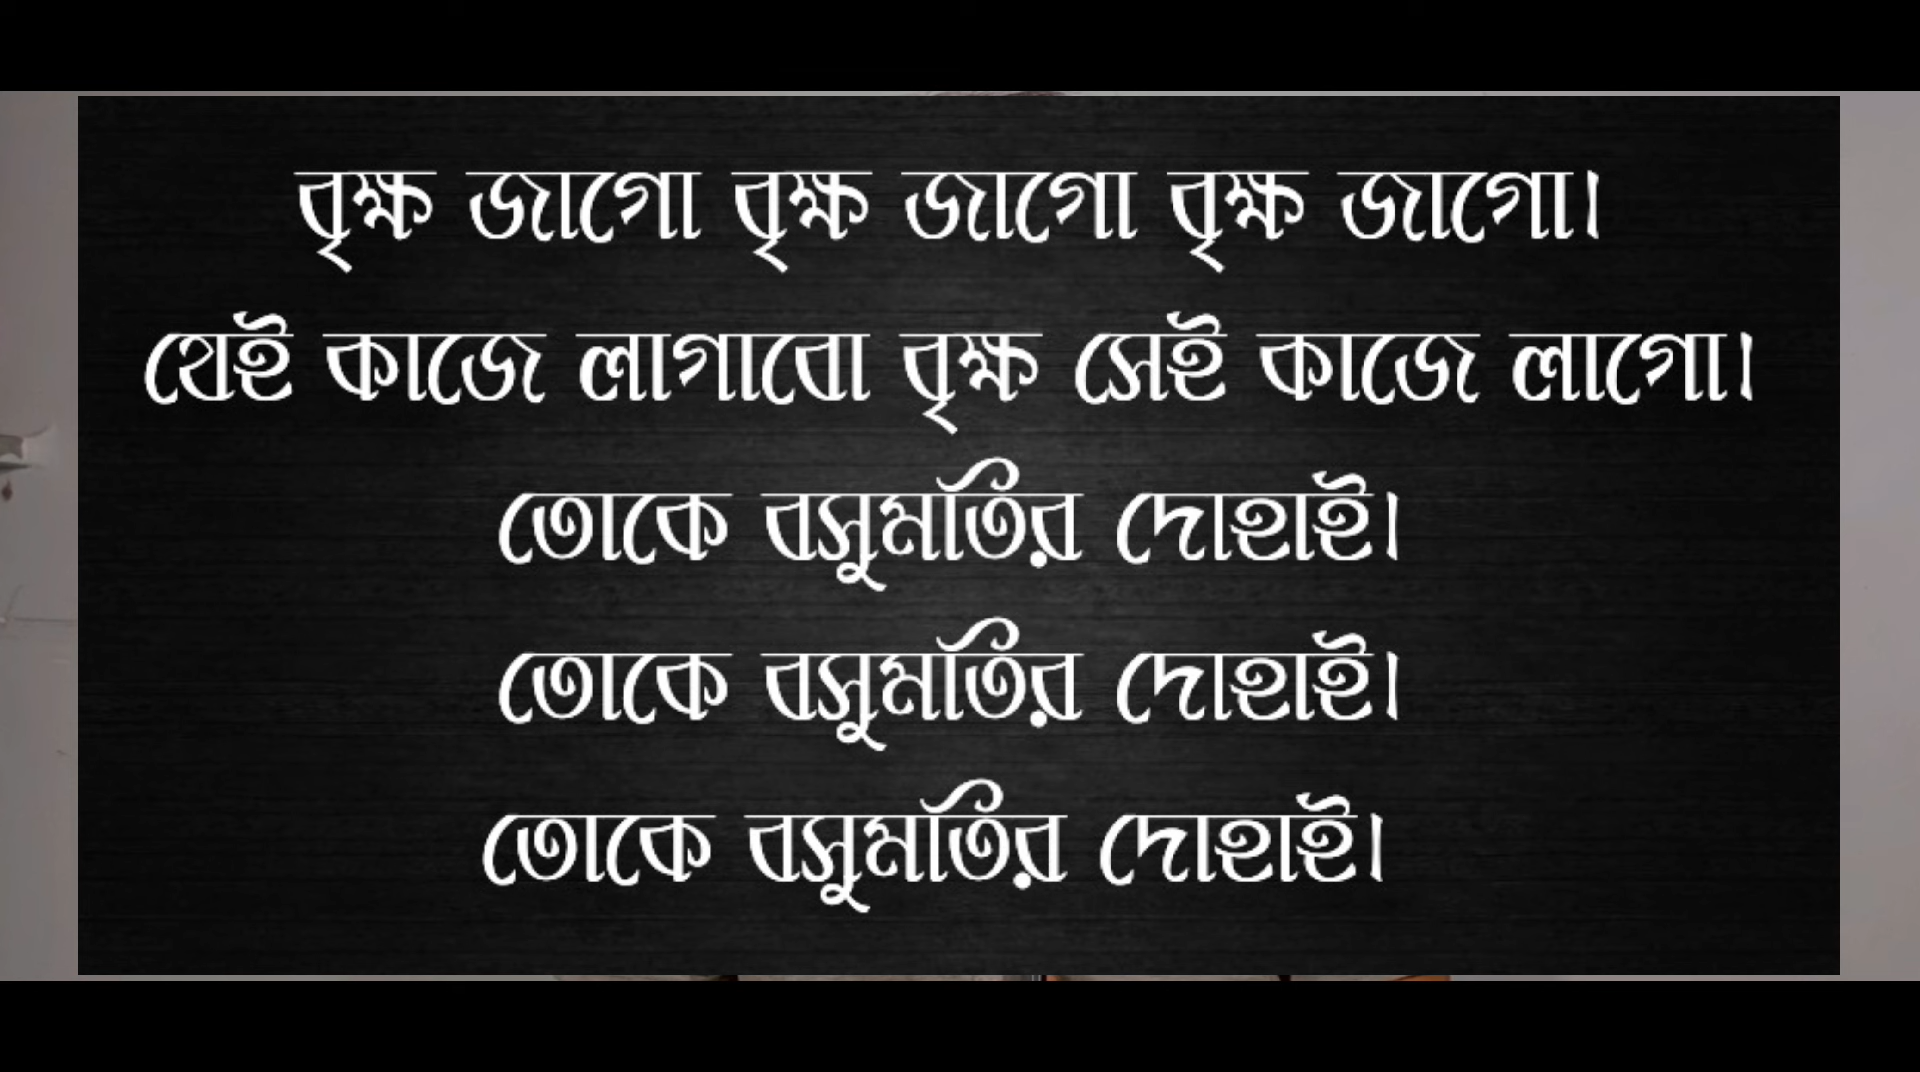 বৃক্ষ জাগো বৃক্ষ জাগো বৃক্ষ জাগো।
যেই কাজে লাগাবো বৃক্ষ সেই কাজে লাগো।
তোকে বসুমতির দোহাই।
তোকে বসুমতির দোহাই।
তোকে বসুমতির দোহাই।